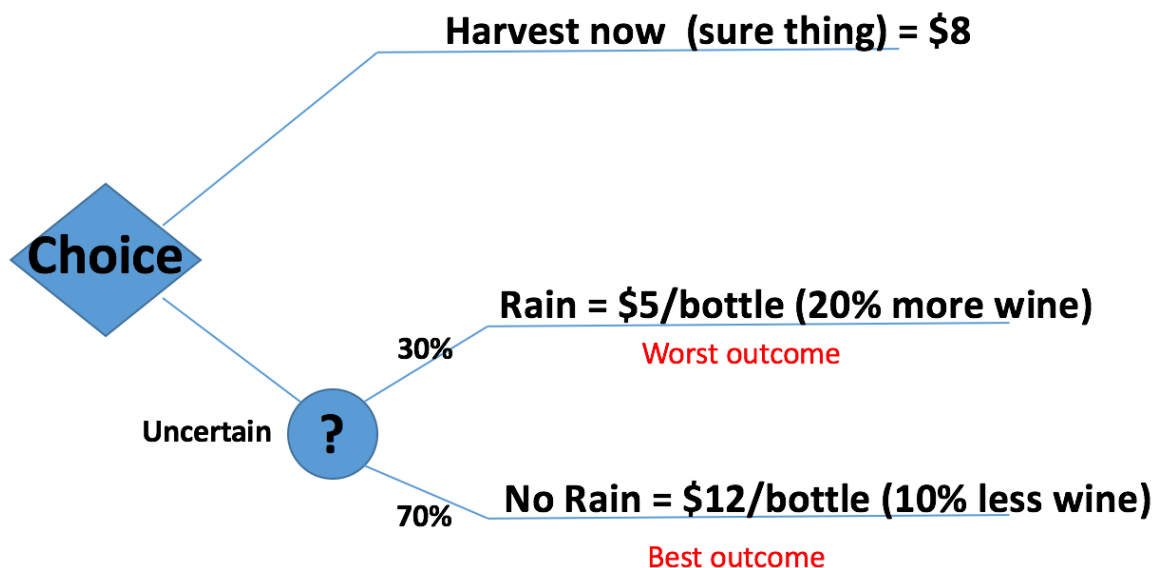 Harvest now (sure thing) = $8
Choice
Rain = $5/bottle (20% more wine)
30%
Worst outcome
Uncertain
?
No Rain = $12/bottle (10% less wine)
70%
Best outcome